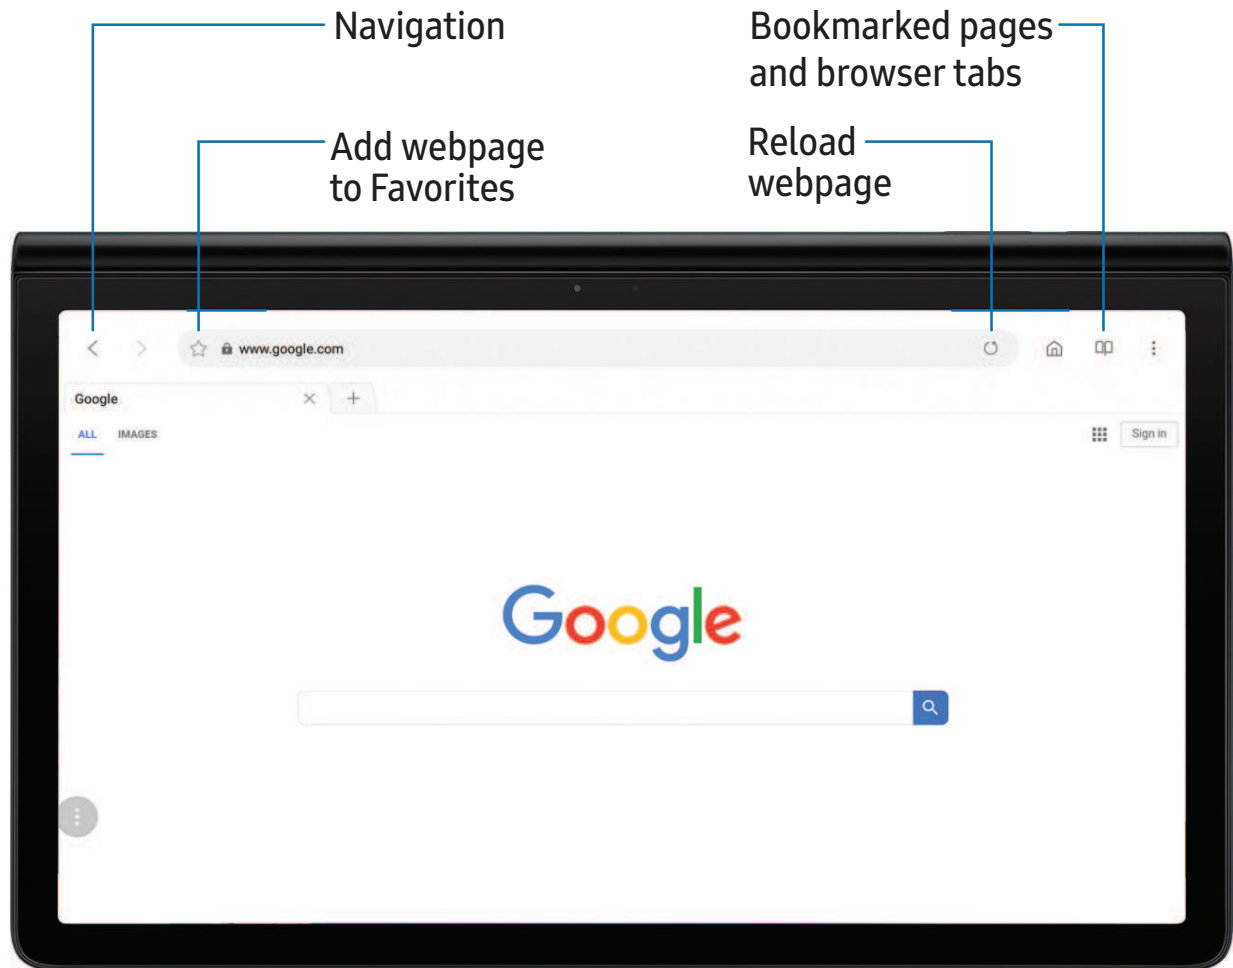 Navigation
Bookmarked pages
and browser tabs
Add webpage
to Favorites
Reload
webpage
www.google.com
Google
ALL IMAGES
Sign in
Google